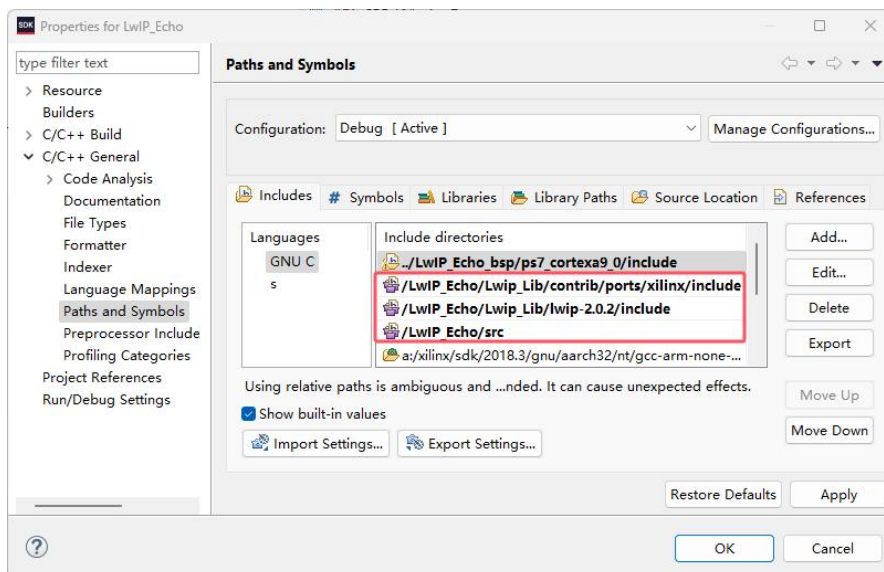 SDK Properties for LwIP_Echo
type filter text
Resource
Builders
C/C++ Build
C/C++ General
Code Analysis
Documentation
File Types
Formatter
Indexer
Language Mappings
Paths and Symbols
Preprocessor Include
Profiling Categories
Project References
Run/Debug Settings
Paths and Symbols
Configuration: Debug [ Active ] Manage Configurations...
Includes # Symbols Libraries Library Paths Source Location References
Languages
GNU C
s
Include directories
../LwIP_Echo_bsp/ps7_cortexa9_0/include
/LwIP_Echo/Lwip_Lib/contrib/ports/xilinx/include
/LwIP_Echo/Lwip_Lib/lwip-2.0.2/include
/LwIP_Echo/src
a:/xilinx/sdk/2018.3/gnu/aarch32/nt/gcc-arm-none-...
Add...
Edit...
Delete
Export
Move Up
Move Down
Using relative paths is ambiguous and ...nded. It can cause unexpected effects.
Show built-in values
Import Settings... Export Settings...
Restore Defaults Apply
? OK Cancel